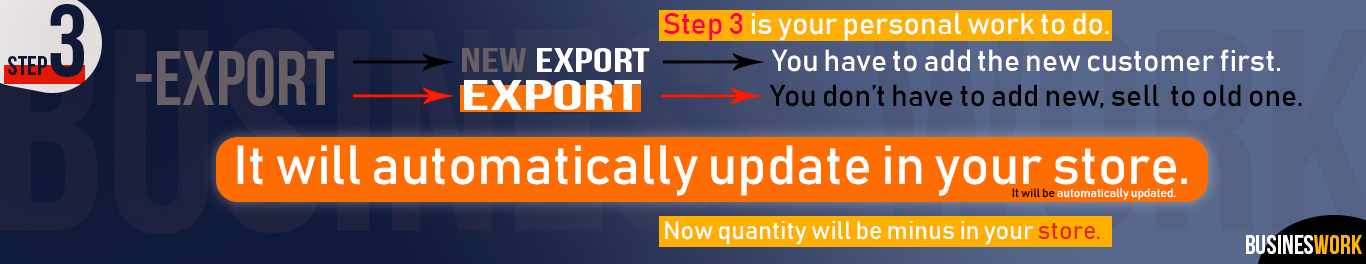 STEP 3
Step 3 is your personal work to do.
-EXPORT
NEW EXPORT
You have to add the new customer first.
EXPORT
You don't have to add new, sell to old one.
It will automatically update in your store.
It will be automatically updated.
Now quantity will be minus in your store.
BUSINESWORK
BUSINES WORK